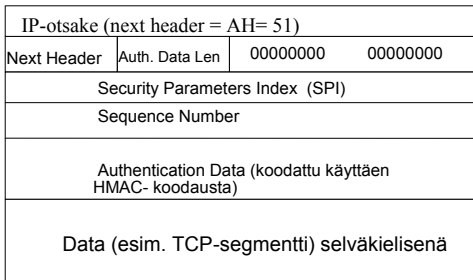 IP-otsake (next header = AH= 51)
Next Header Auth. Data Len 00000000 00000000
Security Parameters Index (SPI)
Sequence Number
Authentication Data (koodattu käyttäen
HMAC- koodausta)
Data (esim. TCP-segmentti) selväkielisenä